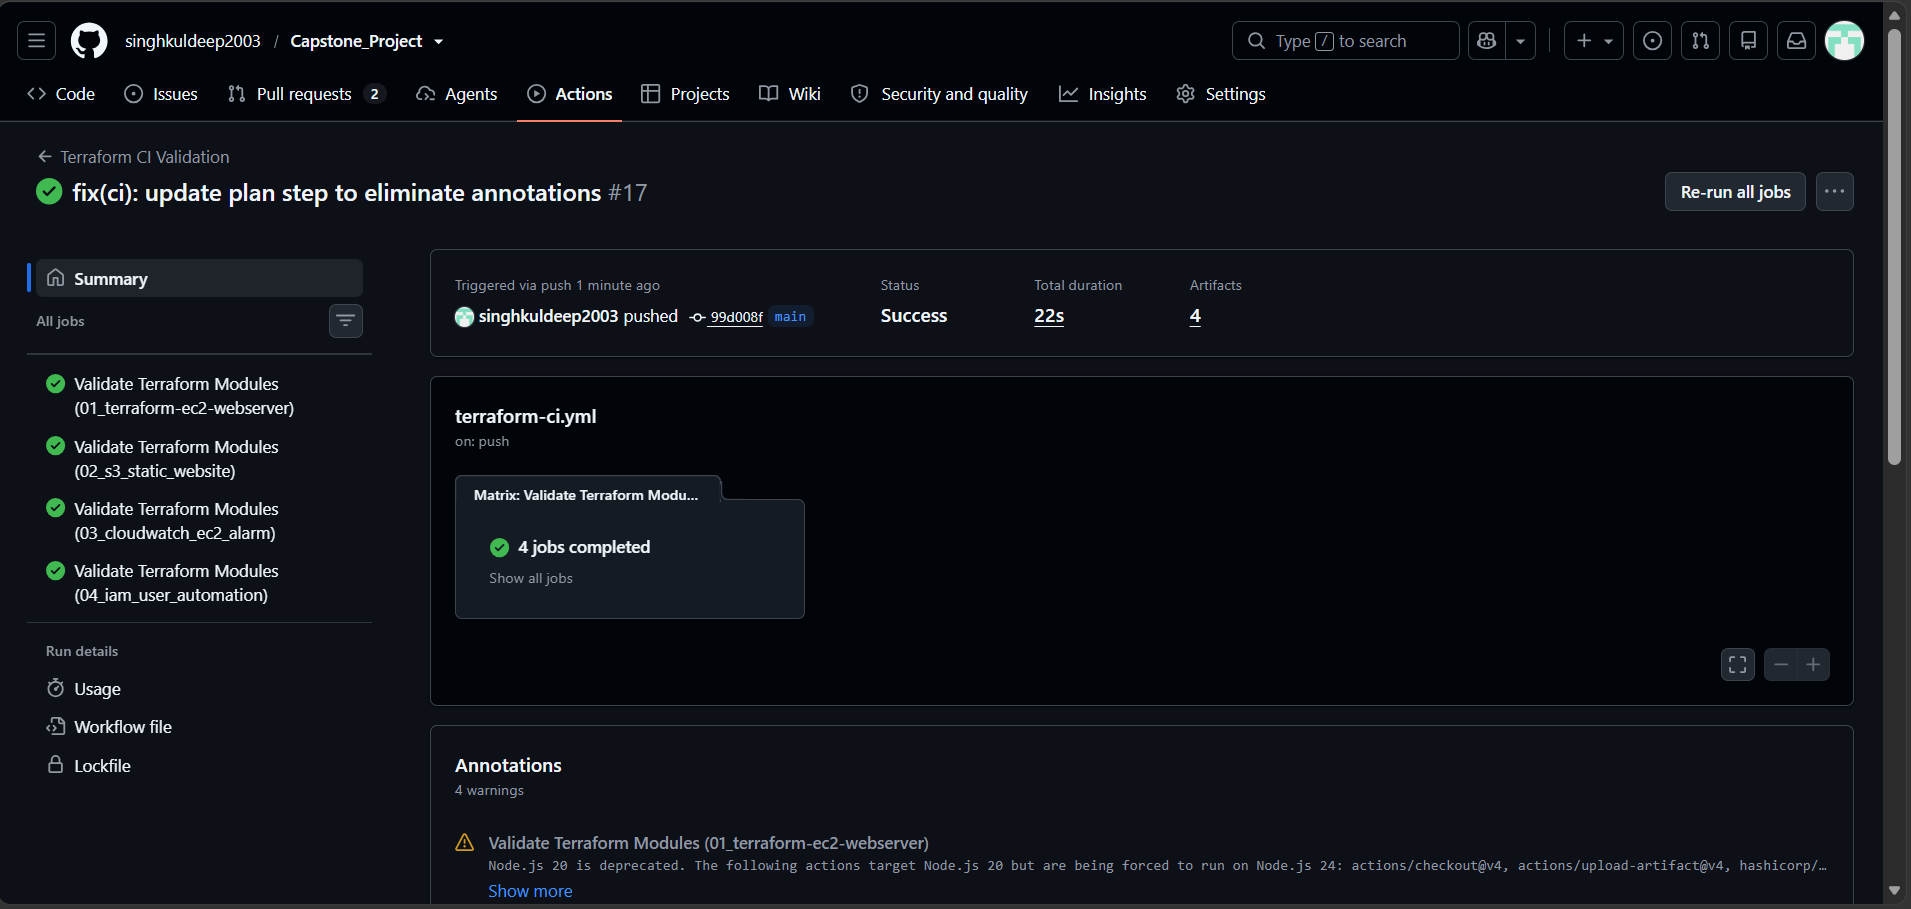 singhkuldeep2003 / Capstone_Project
Type / to search
Code
Issues
Pull requests 2
Agents
Actions
Projects
Wiki
Security and quality
Insights
Settings
Terraform CI Validation
fix(ci): update plan step to eliminate annotations #17
Re-run all jobs
Summary
All jobs
Validate Terraform Modules
(01_terraform-ec2-webserver)
Validate Terraform Modules
(02_s3_static_website)
Validate Terraform Modules
(03_cloudwatch_ec2_alarm)
Validate Terraform Modules
(04_iam_user_automation)
Run details
Usage
Workflow file
Lockfile
Triggered via push 1 minute ago
singhkuldeep2003 pushed 99d008f main
Status
Success
Total duration
22s
Artifacts
4
terraform-ci.yml
on: push
Matrix: Validate Terraform Modu...
4 jobs completed
Show all jobs
Annotations
4 warnings
Validate Terraform Modules (01_terraform-ec2-webserver)
Node.js 20 is deprecated. The following actions target Node.js 20 but are being forced to run on Node.js 24: actions/checkout@v4, actions/upload-artifact@v4, hashicorp/…
Show more